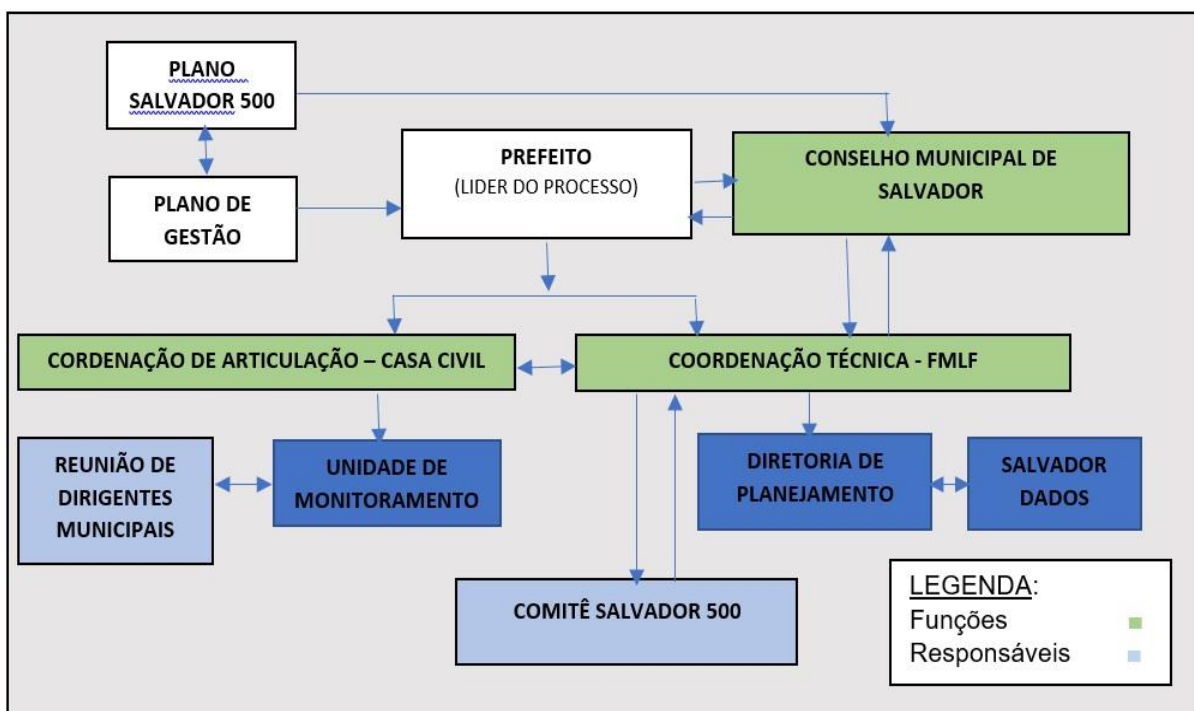 PLANO
SALVADOR 500
PLANO DE
GESTÃO
PREFEITO
(LIDER DO PROCESSO)
CONSELHO MUNICIPAL DE
SALVADOR
CORDENAÇÃO DE ARTICULAÇÃO – CASA CIVIL
COORDENAÇÃO TÉCNICA - FMLF
REUNIÃO DE
DIRIGENTES
MUNICIPAIS
UNIDADE DE
MONITORAMENTO
DIRETORIA DE
PLANEJAMENTO
SALVADOR
DADOS
COMITÊ SALVADOR 500
LEGENDA:
Funções
Responsáveis